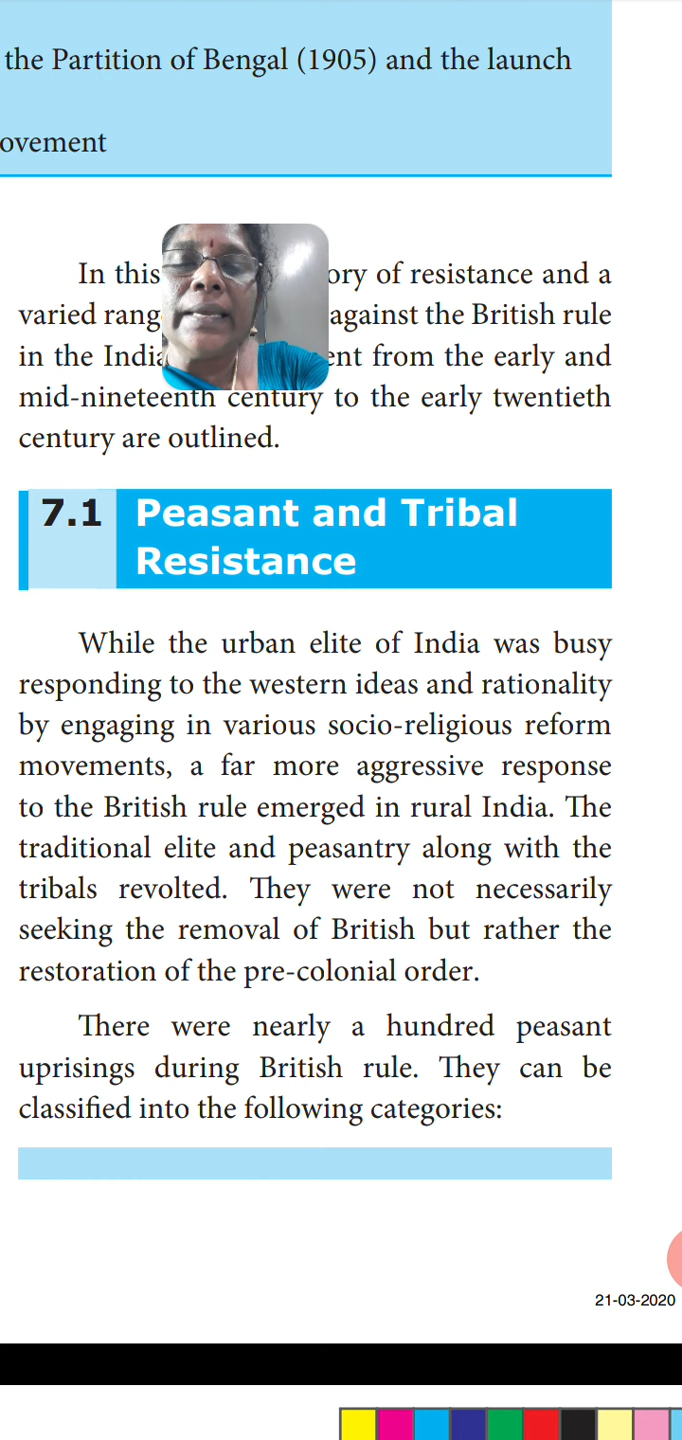 the Partition of Bengal (1905) and the launch
ovement
In this ory of resistance and a
varied rang against the British rule
in the India ent from the early and
mid-nineteenth century to the early twentieth
century are outlined.
7.1 Peasant and Tribal
Resistance
While the urban elite of India was busy
responding to the western ideas and rationality
by engaging in various socio-religious reform
movements, a far more aggressive response
to the British rule emerged in rural India. The
traditional elite and peasantry along with the
tribals revolted. They were not necessarily
seeking the removal of British but rather the
restoration of the pre-colonial order.
There were nearly a hundred peasant
uprisings during British rule. They can be
classified into the following categories:
21-03-2020